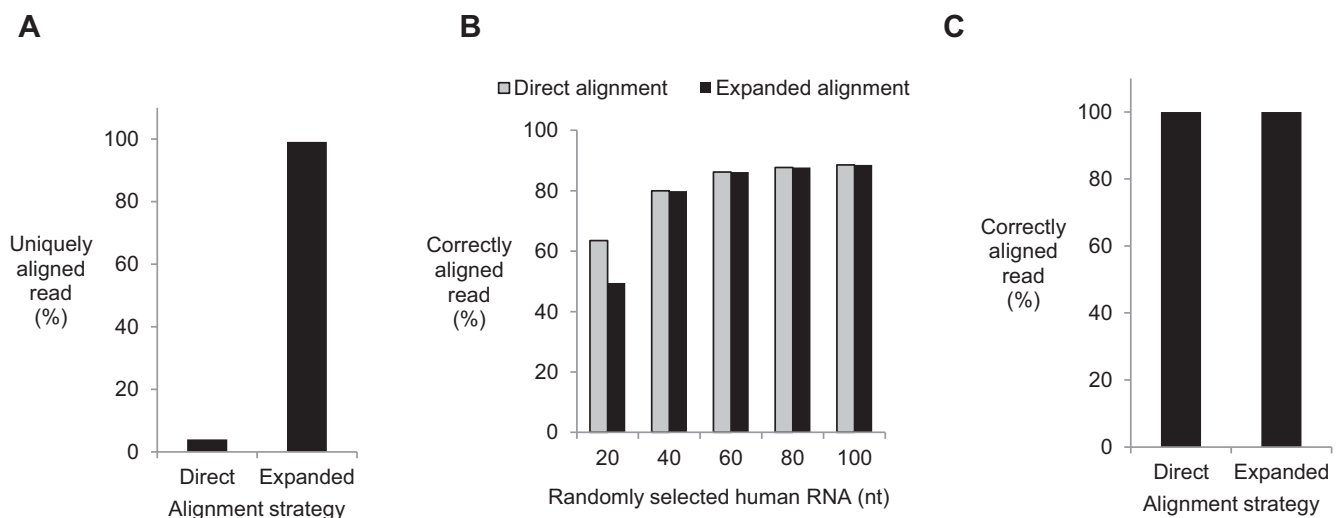 A
100
80
60
40
20
0
Uniquely
aligned
read
(%)
Direct Expanded
Alignment strategy
B
Direct alignment Expanded alignment
100
80
60
40
20
0
Correctly
aligned
read
(%)
20 40 60 80 100
Randomly selected human RNA (nt)
C
100
80
60
40
20
0
Correctly
aligned
read
(%)
Direct Expanded
Alignment strategy